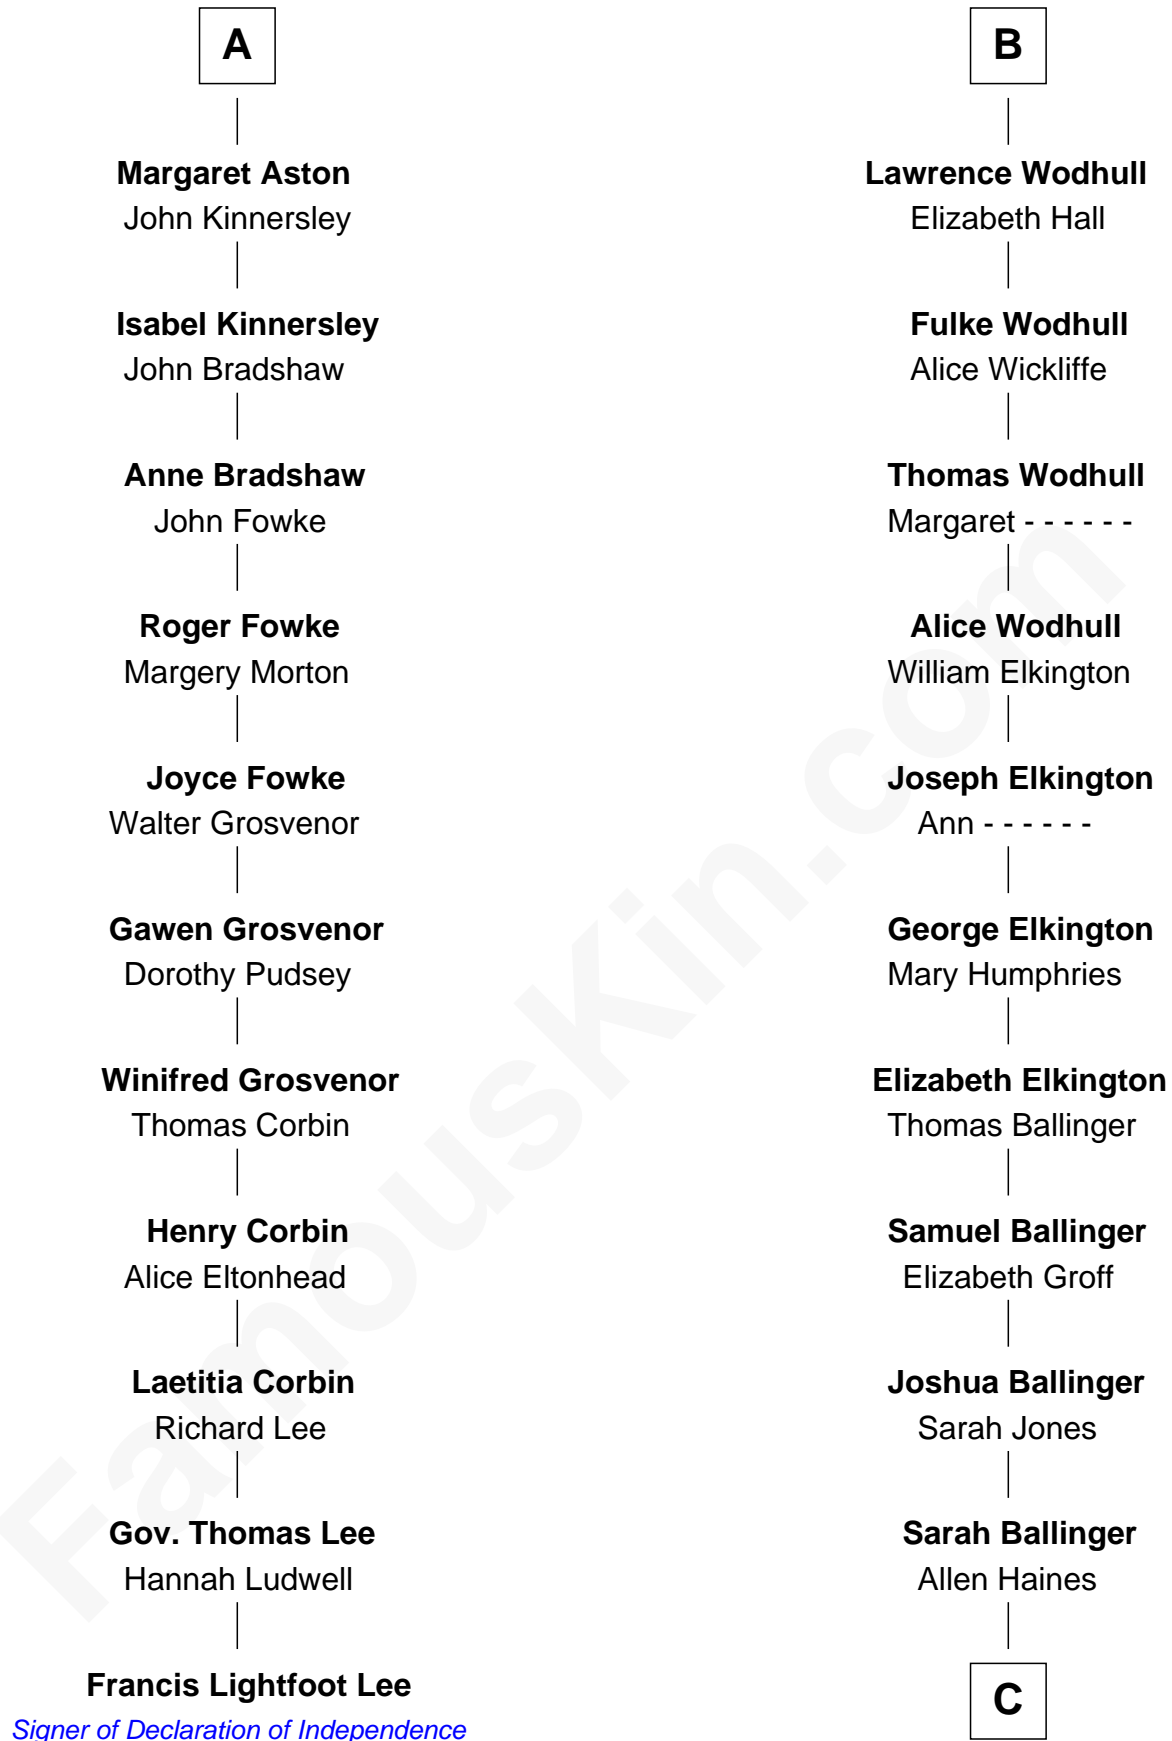 A
Margaret Aston
John Kinnersley
Isabel Kinnersley
John Bradshaw
Anne Bradshaw
John Fowke
Roger Fowke
Margery Morton
Joyce Fowke
Walter Grosvenor
Gawen Grosvenor
Dorothy Pudsey
Winifred Grosvenor
Thomas Corbin
Henry Corbin
Alice Eltonhead
Laetitia Corbin
Richard Lee
Gov. Thomas Lee
Hannah Ludwell
Francis Lightfoot Lee
Signer of Declaration of Independence
B
Lawrence Wodhull
Elizabeth Hall
Fulke Wodhull
Alice Wickliffe
Thomas Wodhull
Margaret - - - - - -
Alice Wodhull
William Elkington
Joseph Elkington
Ann - - - - - -
George Elkington
Mary Humphries
Elizabeth Elkington
Thomas Ballinger
Samuel Ballinger
Elizabeth Groff
Joshua Ballinger
Sarah Jones
Sarah Ballinger
Allen Haines
C
FamousKin.com